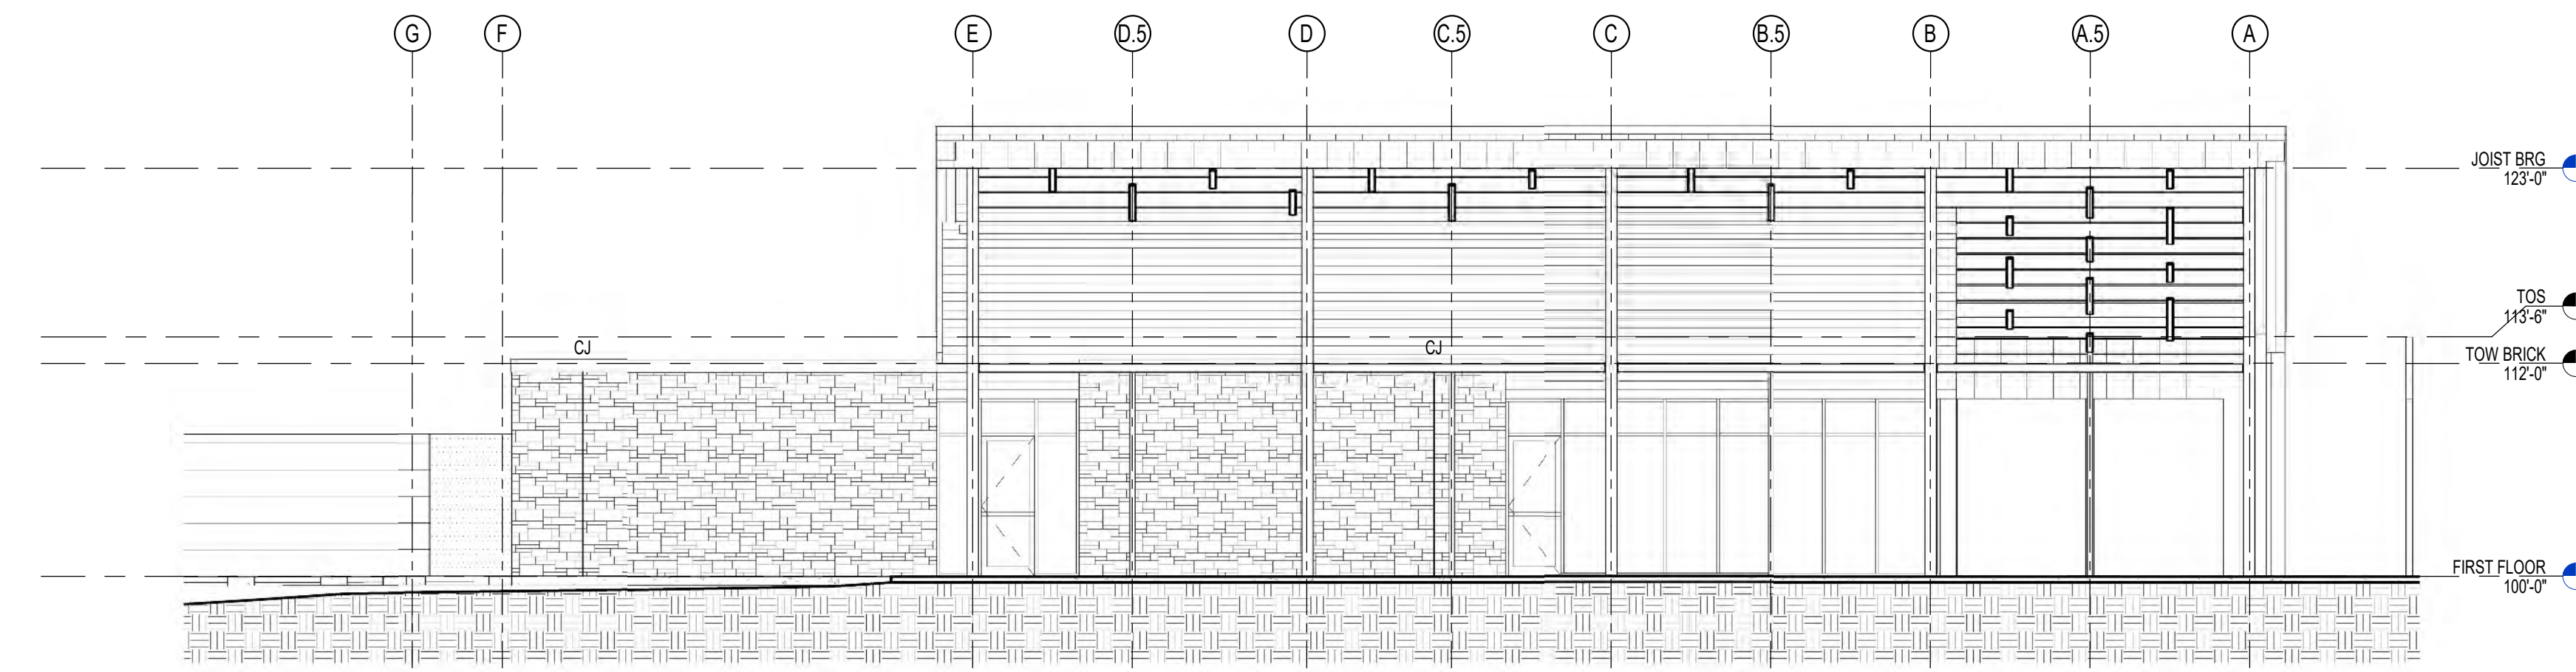 G F E D.5 D C.5 C B.5 B A.5 A
JOIST BRG
123'-0"
TOS
113'-6"
CJ CJ
TOW BRICK
112'-0"
FIRST FLOOR
100'-0"